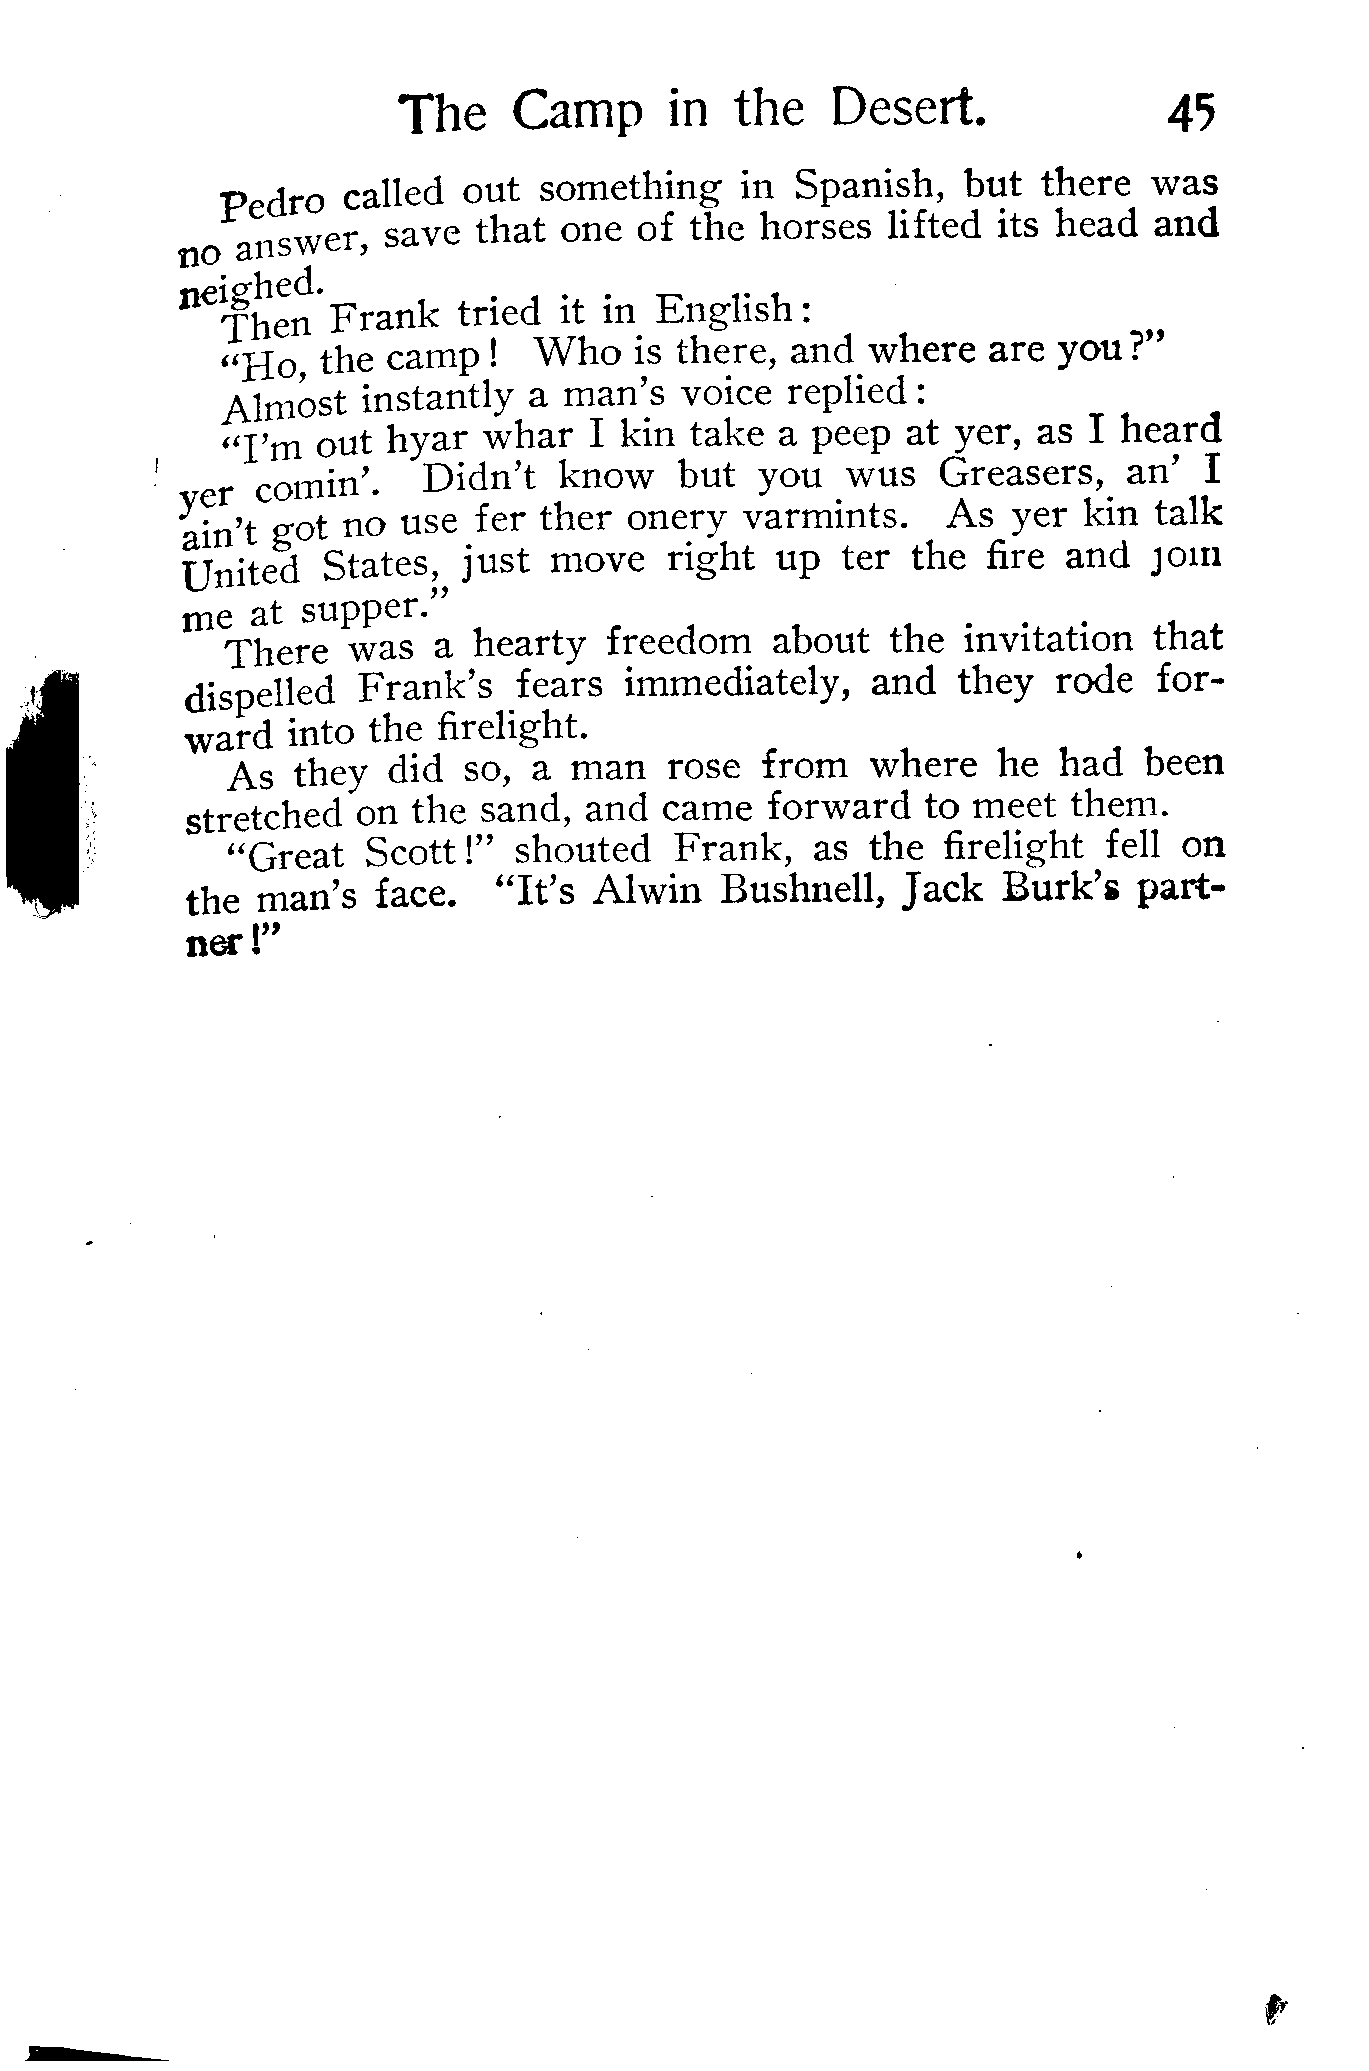 The Camp in the Desert. 45
Pedro called out something in Spanish, but there was
no answer, save that one of the horses lifted its head and
neighed.
Then Frank tried it in English:
“Ho, the camp! Who is there, and where are you?”
Almost instantly a man’s voice replied:
“I’m out hyar whar I kin take a peep at yer, as I heard
yer comin’. Didn’t know but you wus Greasers, an’ I
ain’t got no use fer ther onery varmints. As yer kin talk
United States, just move right up ter the fire and join
me at supper.”
There was a hearty freedom about the invitation that
dispelled Frank’s fears immediately, and they rode for-
ward into the firelight.
As they did so, a man rose from where he had been
stretched on the sand, and came forward to meet them.
“Great Scott!” shouted Frank, as the firelight fell on
the man’s face. “It’s Alwin Bushnell, Jack Burk’s part-
ner!”